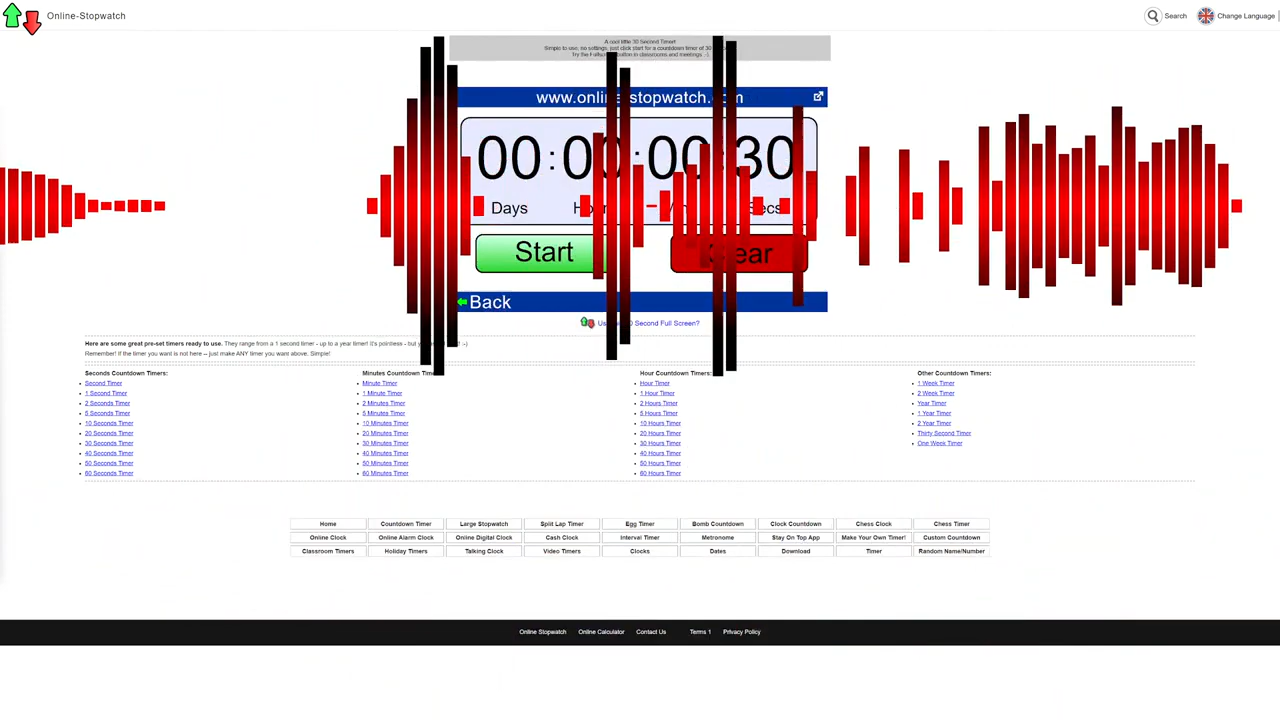 Online-Stopwatch
Search
Change Language
A cool little 30 Second Timer!
Simple to use, no settings, just click start for a countdown timer of 30
Try the Fullscreen button in classrooms and meetings :-)
00:00:00:30
Days
Secs
Start
Back
30 Second Full Screen?
Here are some great pre-set timers ready to use. They range from a 1 second timer - up to a year timer! It's pointless - but :-)
Remember! If the timer you want is not here -- just make ANY timer you want above. Simple!
Seconds Countdown Timers:
Second Timer
1 Second Timer
2 Seconds Timer
5 Seconds Timer
10 Seconds Timer
20 Seconds Timer
30 Seconds Timer
40 Seconds Timer
50 Seconds Timer
60 Seconds Timer
Minutes Countdown
Minute Timer
1 Minute Timer
2 Minutes Timer
5 Minutes Timer
10 Minutes Timer
20 Minutes Timer
30 Minutes Timer
40 Minutes Timer
50 Minutes Timer
60 Minutes Timer
Hour Countdown Timers:
Hour Timer
1 Hour Timer
2 Hours Timer
5 Hours Timer
10 Hours Timer
20 Hours Timer
30 Hours Timer
40 Hours Timer
50 Hours Timer
60 Hours Timer
Other Countdown Timers:
1 Week Timer
2 Week Timer
Year Timer
1 Year Timer
2 Year Timer
Thirty Second Timer
One Week Timer
Home Countdown Timer Large Stopwatch Split Lap Timer Egg Timer Bomb Countdown Clock Countdown Chess Clock Chess Timer
Online Clock Online Alarm Clock Online Digital Clock Cash Clock Interval Timer Metronome Stay On Top App Make Your Own Timer! Custom Countdown
Classroom Timers Holiday Timers Talking Clock Video Timers Clocks Dates Download Timer Random Name/Number
Online Stopwatch Online Calculator Contact Us Terms 1 Privacy Policy